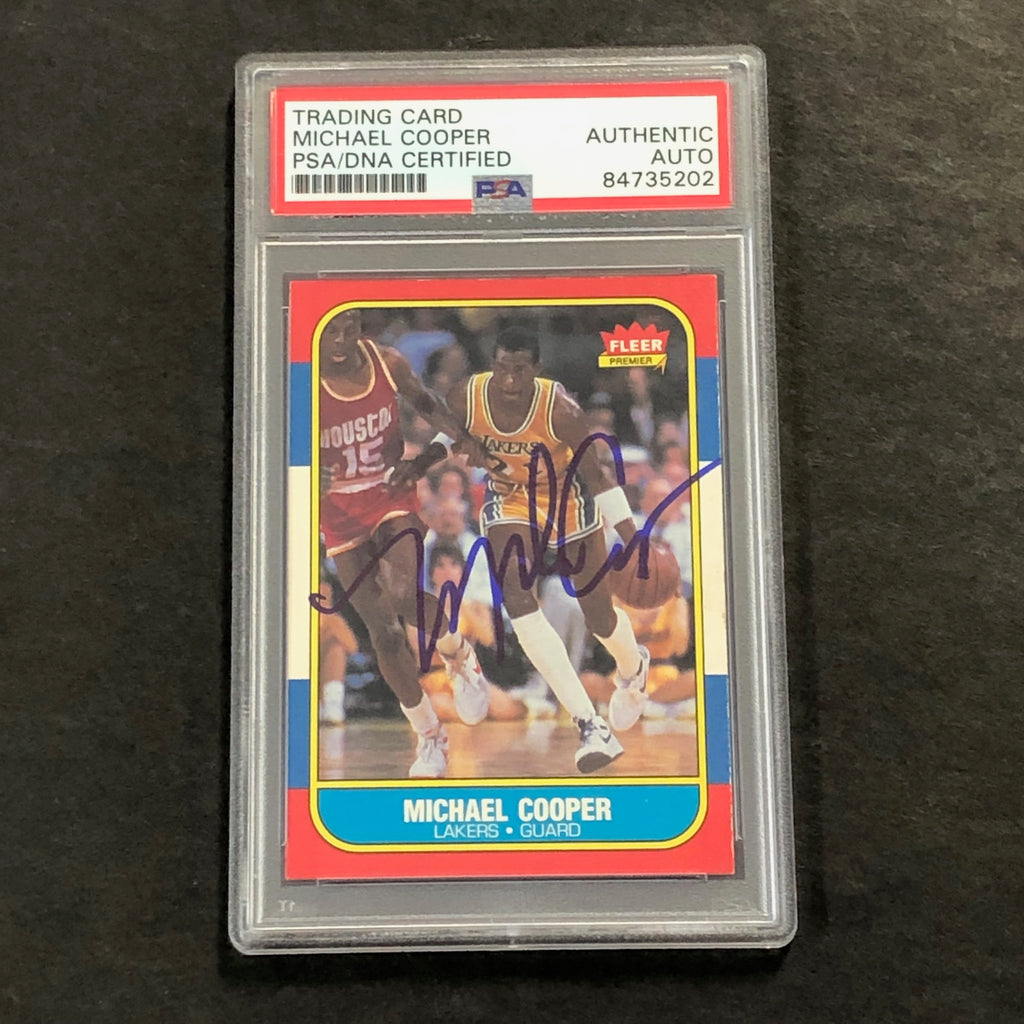 TRADING CARD
MICHAEL COOPER
PSA/DNA CERTIFIED
AUTHENTIC
AUTO
84735202
PSA
FLEER
PREMIER
HOUSTON
15
LAKERS
MICHAEL COOPER
LAKERS • GUARD